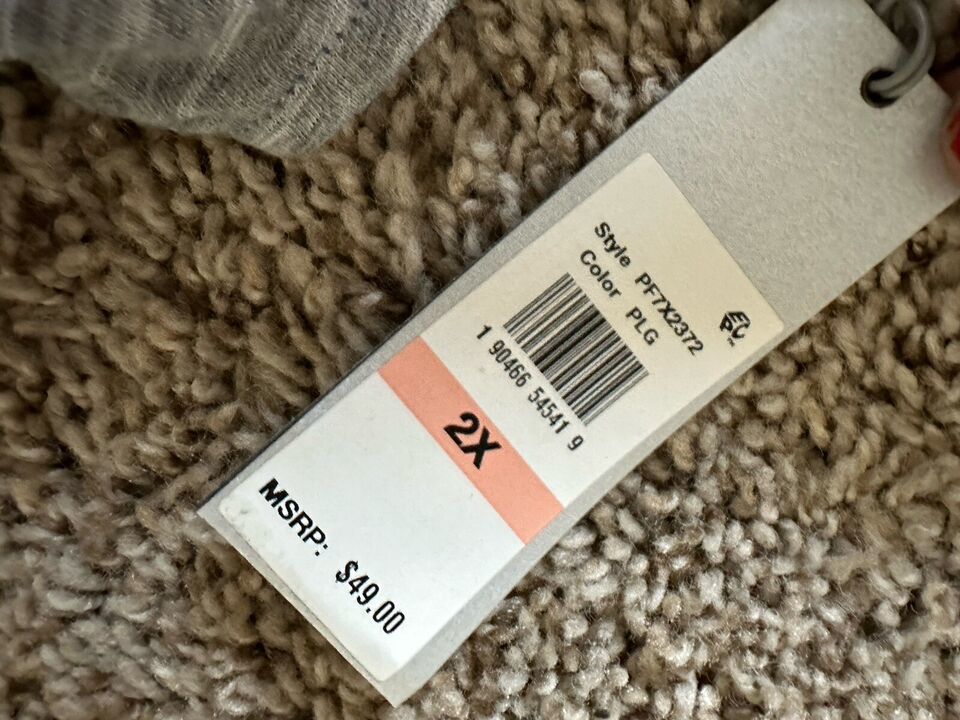 Style PF7X2372
Color PLG
1 90466 54541 9
2X
MSRP: $49.00